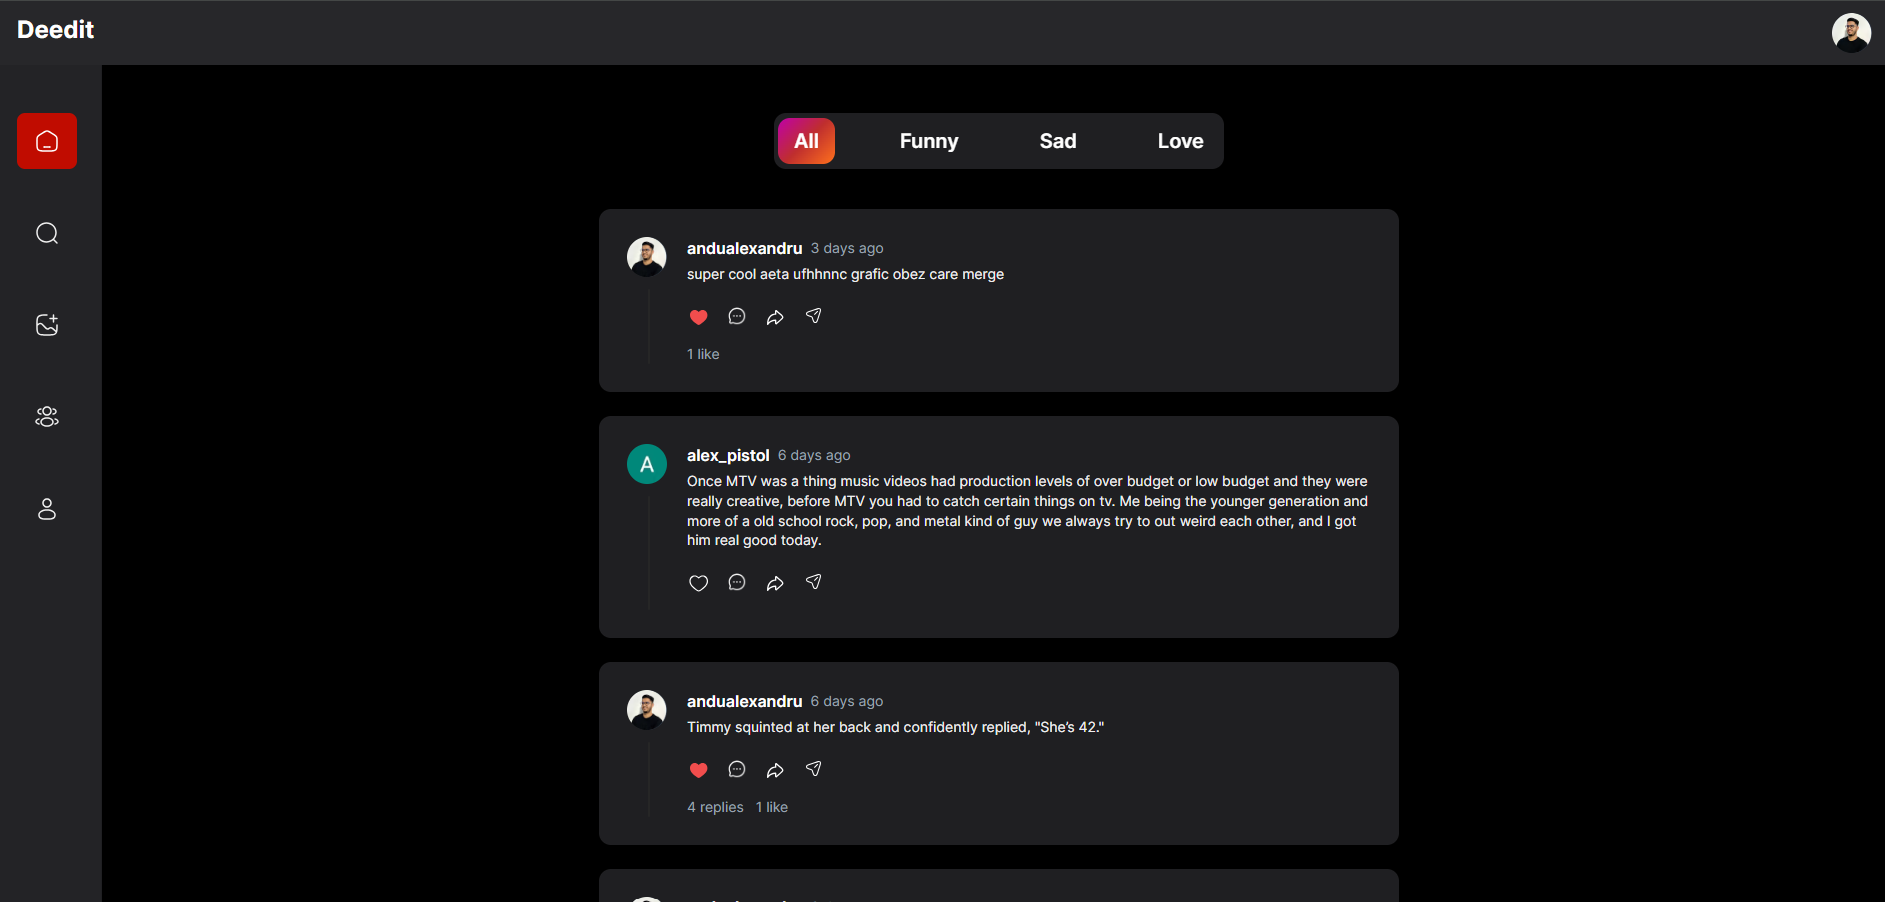 Deedit
All Funny Sad Love
andualexandru 3 days ago
super cool aeta ufhhnnc grafic obez care merge
1 like
A
alex_pistol 6 days ago
Once MTV was a thing music videos had production levels of over budget or low budget and they were
really creative, before MTV you had to catch certain things on tv. Me being the younger generation and
more of a old school rock, pop, and metal kind of guy we always try to out weird each other, and I got
him real good today.
andualexandru 6 days ago
Timmy squinted at her back and confidently replied, "She’s 42."
4 replies 1 like